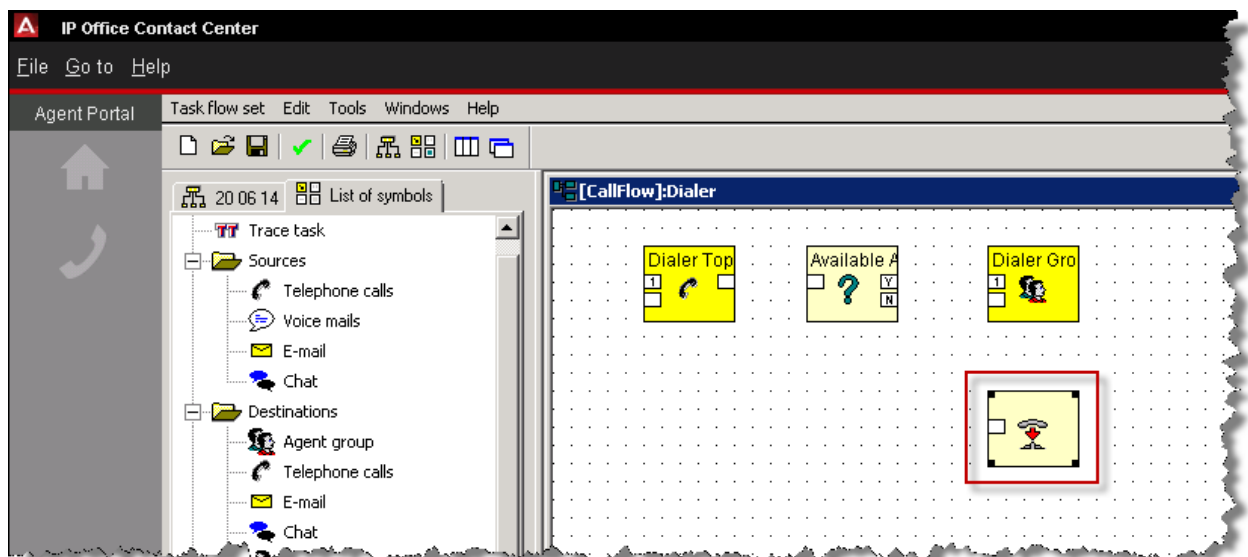 IP Office Contact Center
File Go to Help
Agent Portal
Task flow set Edit Tools Windows Help
20 06 14
List of symbols
[CallFlow]:Dialer
TT Trace task
Sources
Telephone calls
Voice mails
E-mail
Chat
Destinations
Agent group
Telephone calls
E-mail
Chat
Dialer Top
1
Available A
?
Y
N
Dialer Gro
1